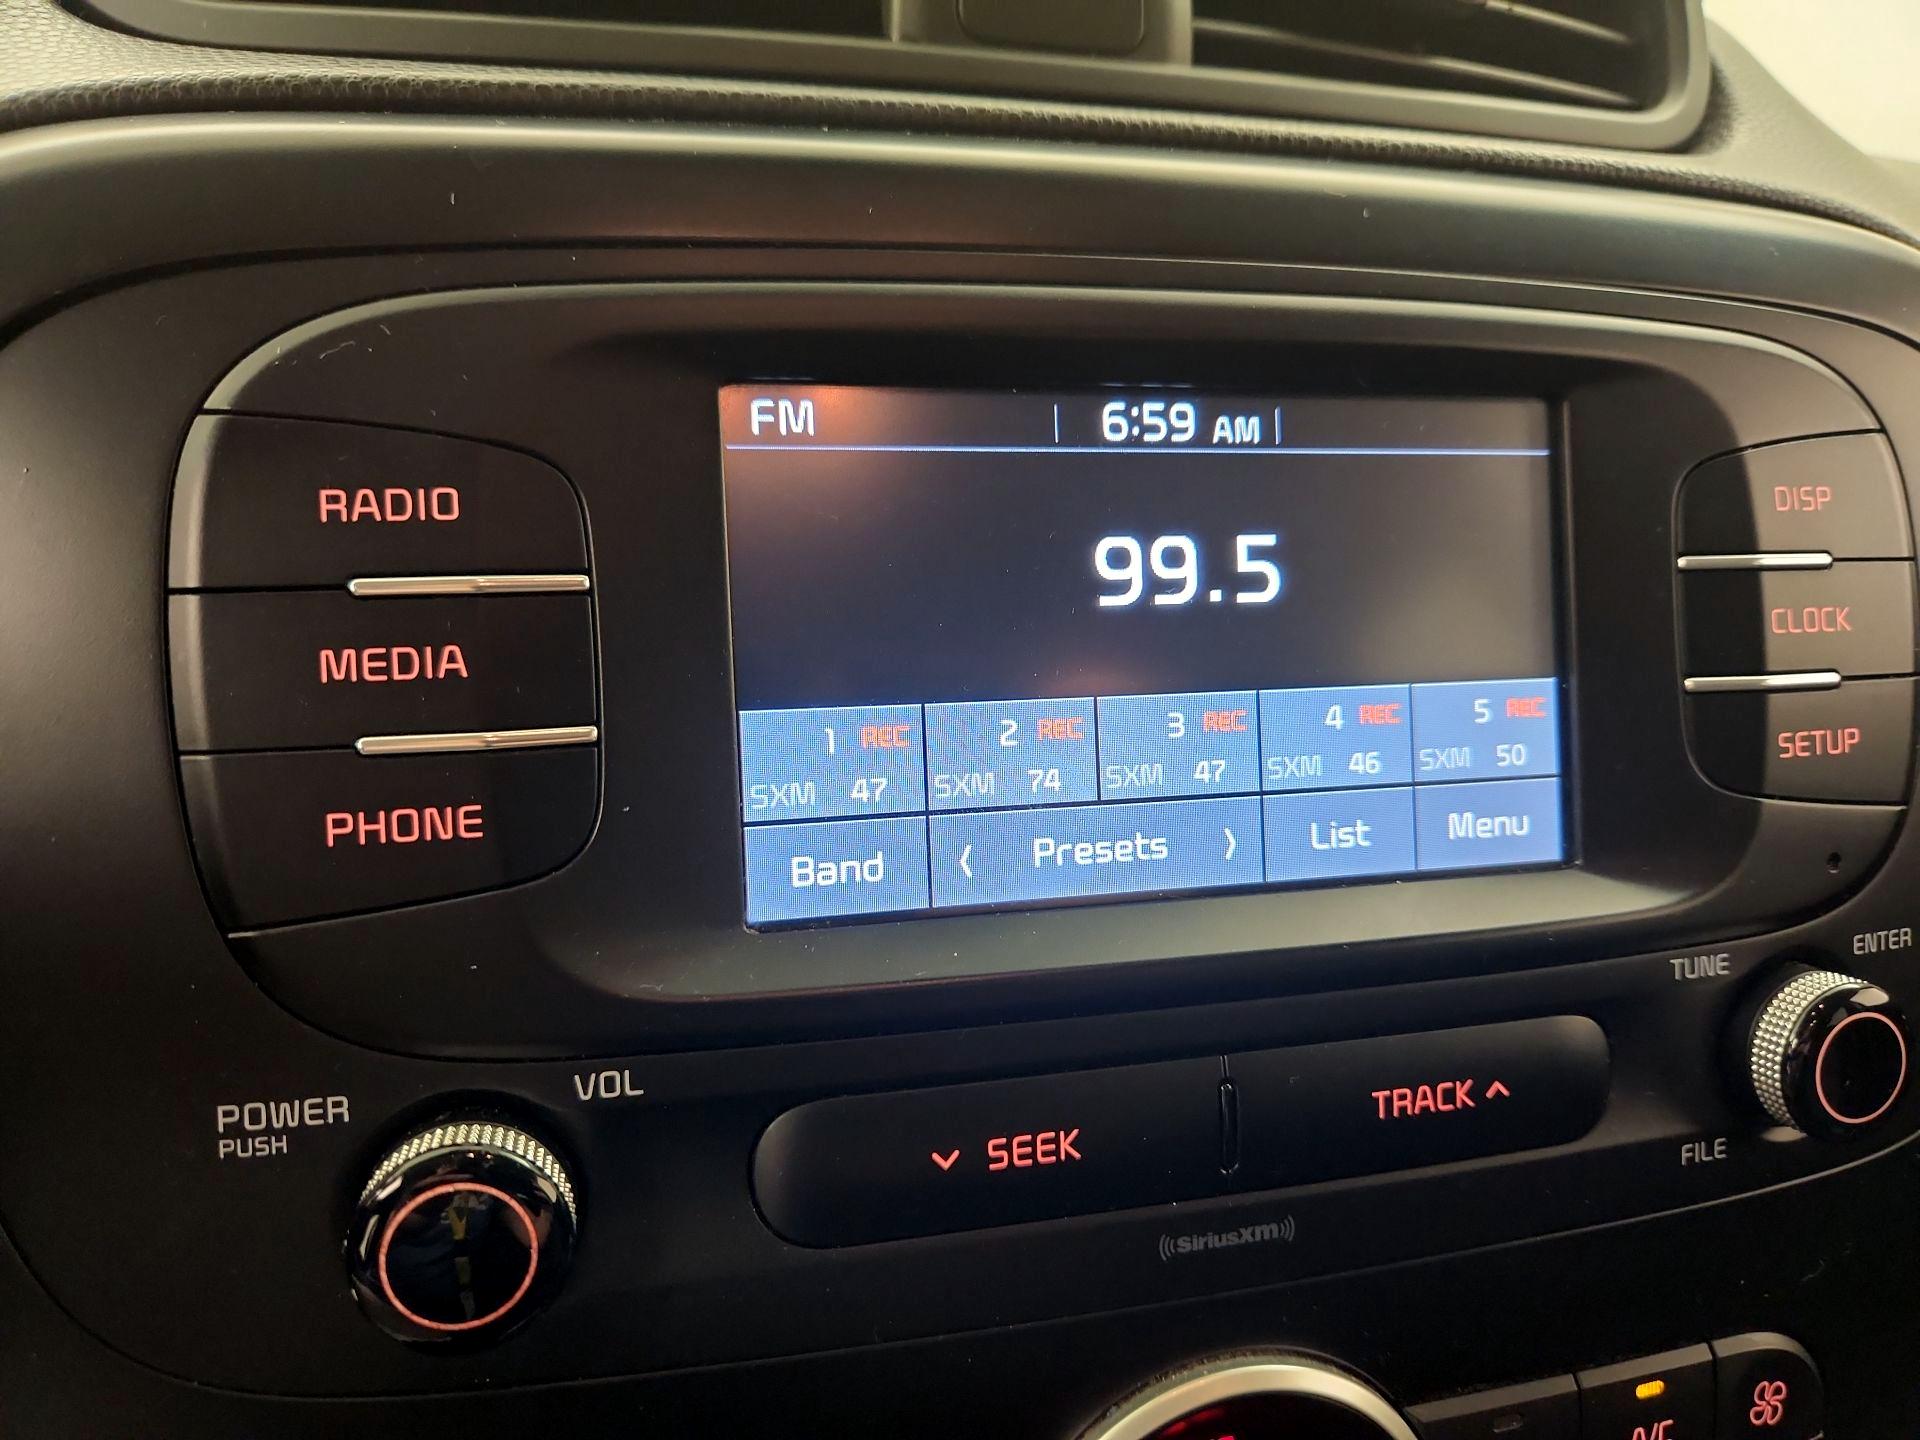 FM 6:59 AM
99.5
1 REC 2 REC 3 REC 4 REC 5 REC
SXM 47 SXM 74 SXM 47 SXM 46 SXM 50
Band Presets List Menu
RADIO
MEDIA
PHONE
DISP
CLOCK
SETUP
POWER
PUSH
VOL
SEEK
TRACK
TUNE
ENTER
FILE
SiriusXM